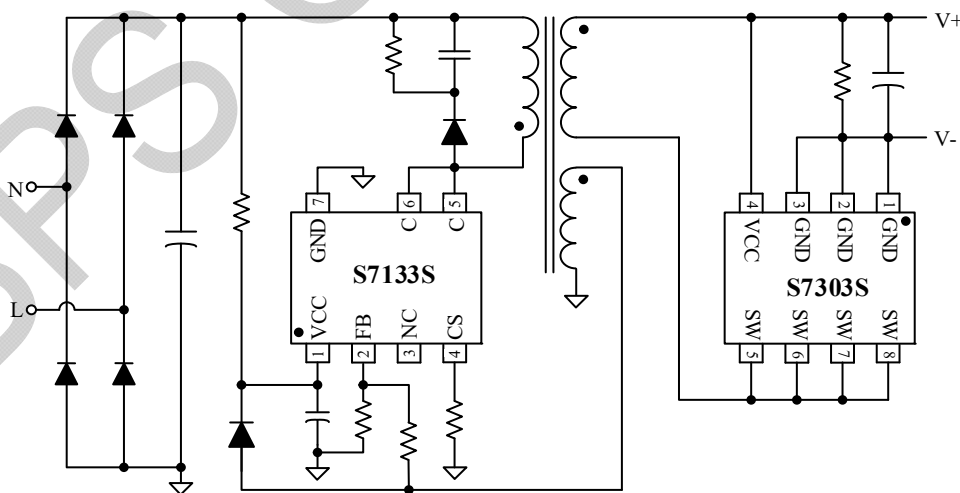 V+
V-
N
L
7 6 5
GND C C
S7133S
VCC FB NC CS
1 2 3 4
4 3 2 1
VCC GND GND GND
S7303S
SW SW SW SW
5 6 7 8
PS